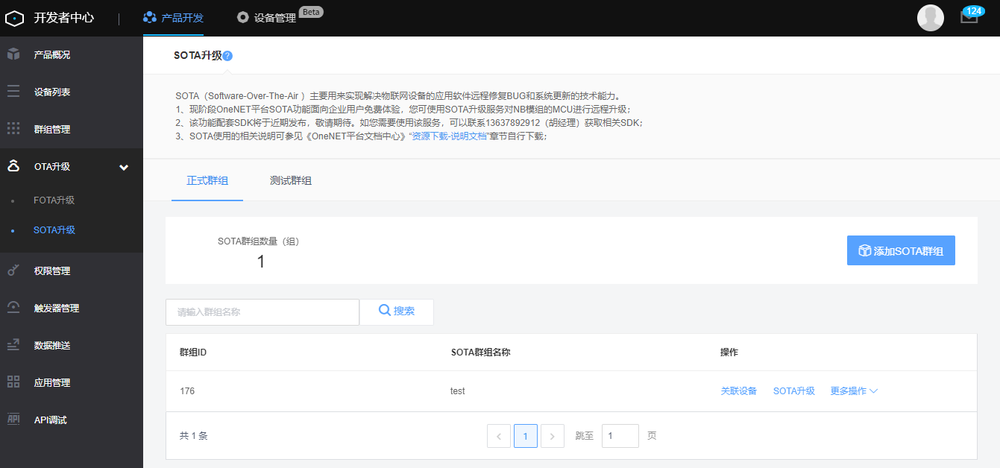 开发者中心
产品开发
设备管理
Beta
124
产品概况
设备列表
群组管理
OTA升级
FOTA升级
SOTA升级
权限管理
触发器管理
数据推送
应用管理
API调试
SOTA升级?
SOTA（Software-Over-The-Air ）主要用来实现解决物联网设备的应用软件远程修复BUG和系统更新的技术能力。
1、现阶段OneNET平台SOTA功能面向企业用户免费体验，您可使用SOTA升级服务对NB模组的MCU进行远程升级；
2、该功能配套SDK将于近期发布，敬请期待。如您需要使用该服务，可以联系13637892912（胡经理）获取相关SDK；
3、SOTA使用的相关说明可参见《OneNET平台文档中心》“资源下载-说明文档”章节自行下载；
正式群组
测试群组
SOTA群组数量（组）
1
添加SOTA群组
请输入群组名称
搜索
群组ID SOTA群组名称 操作
176 test 关联设备 SOTA升级 更多操作
共 1 条 < 1 > 跳至 1 页